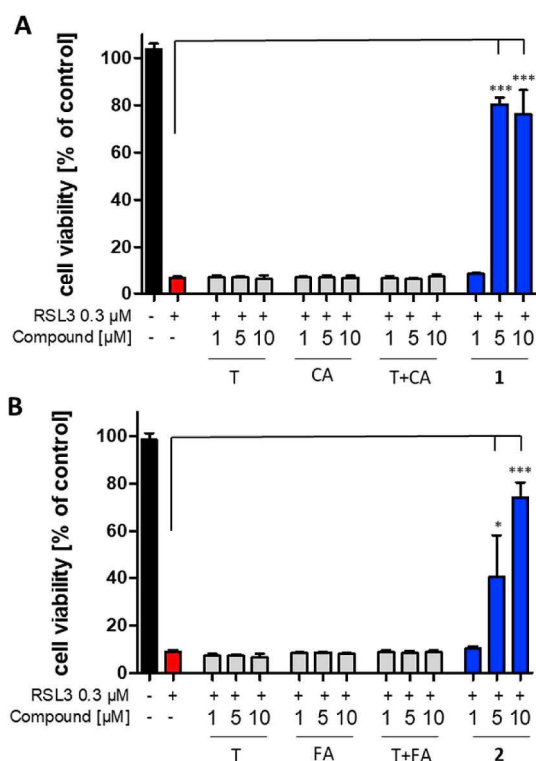 A
cell viability [% of control]
100
80
60
40
20
0
*** ***
RSL3 0.3 µM - + + + + + + + + + + + + +
Compound [µM] - - 1 5 10 1 5 10 1 5 10 1 5 10
T CA T+CA 1
B
cell viability [% of control]
100
80
60
40
20
0
* ***
RSL3 0.3 µM - + + + + + + + + + + + + +
Compound [µM] - - 1 5 10 1 5 10 1 5 10 1 5 10
T FA T+FA 2